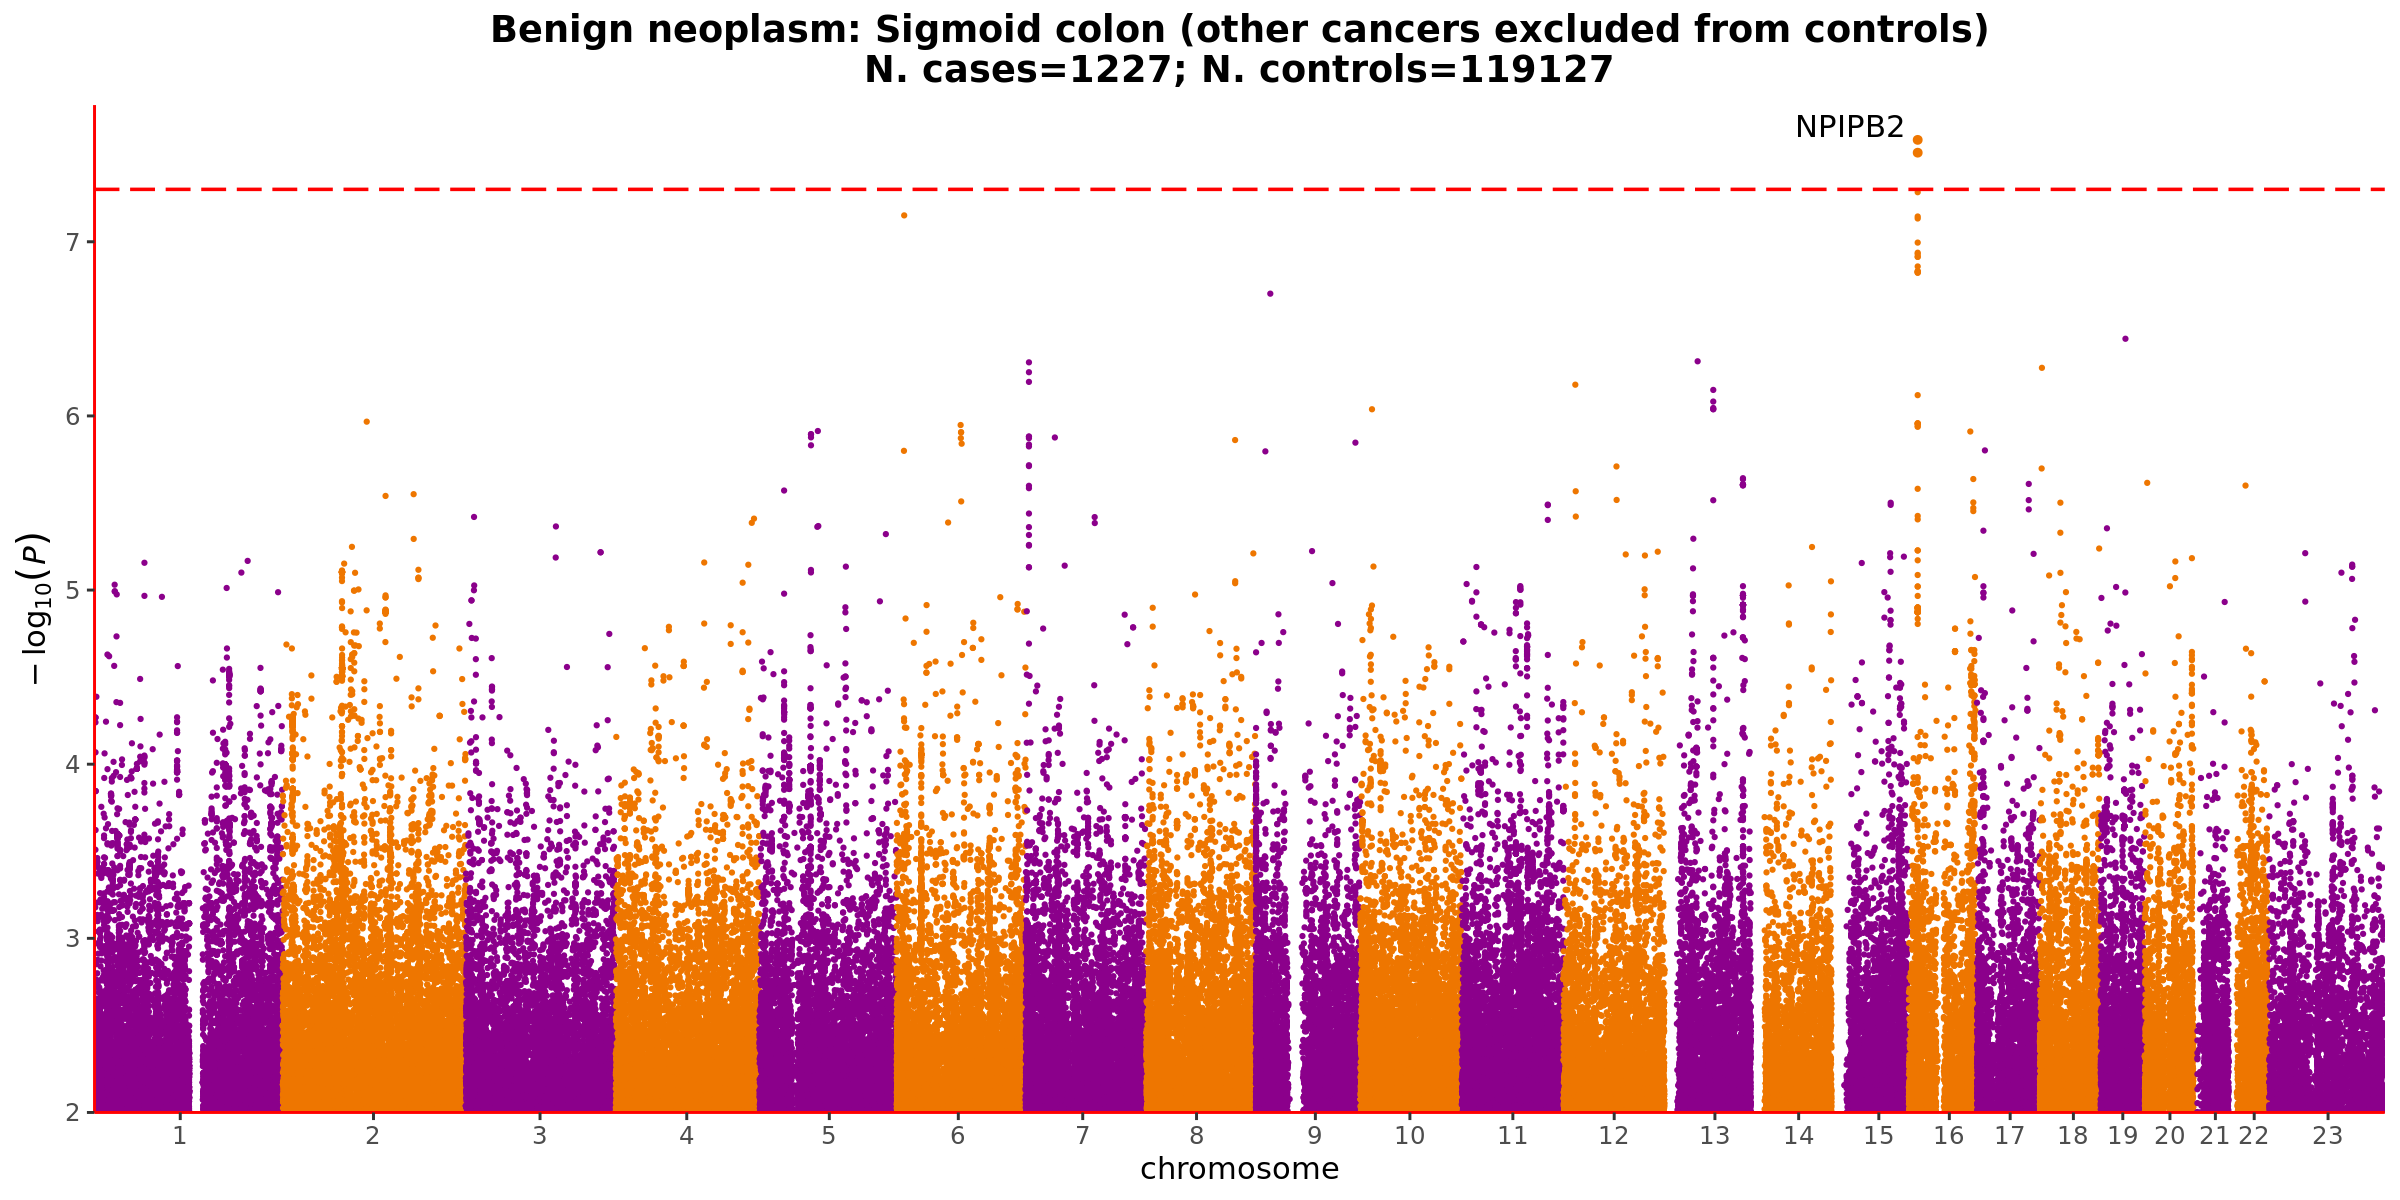 Benign neoplasm: Sigmoid colon (other cancers excluded from controls)
N. cases=1227; N. controls=119127
NPIPB2
7
6
5
4
3
2
−log₁₀(P)
1 2 3 4 5 6 7 8 9 10 11 12 13 14 15 16 17 18 19 20 21 22 23
chromosome